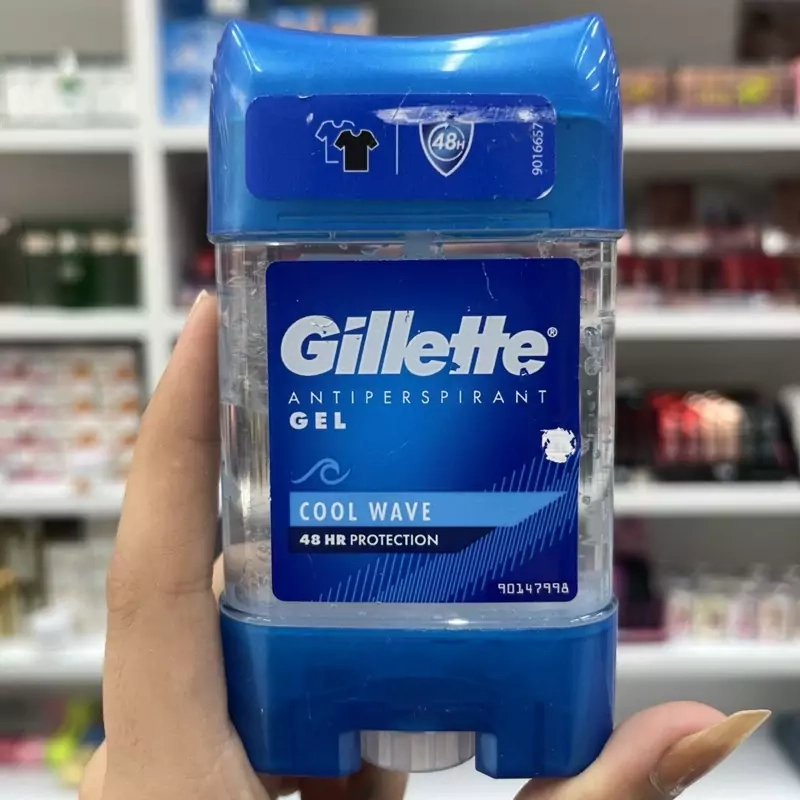 48H
9016657
Gillette®
ANTIPERSPIRANT
GEL
COOL WAVE
48 HR PROTECTION
90147998